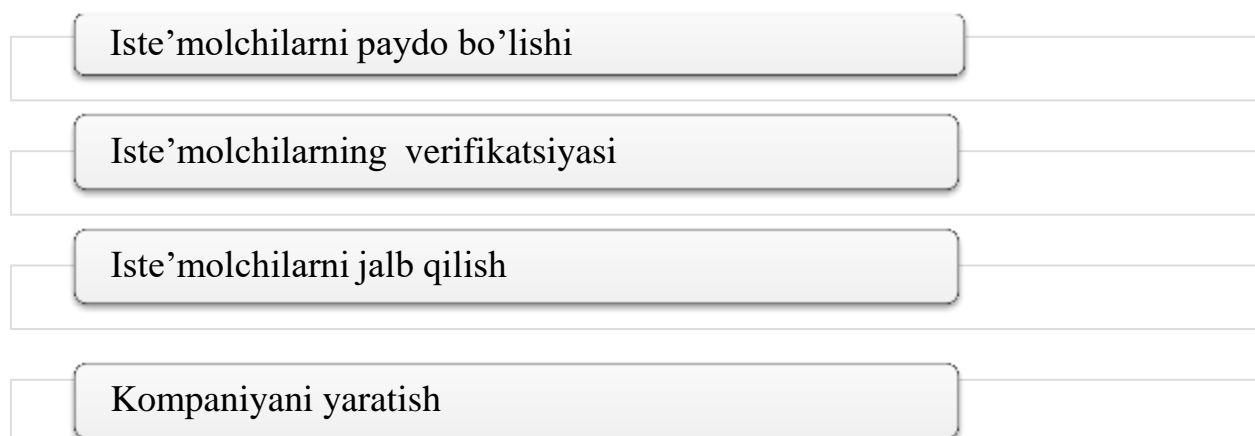 Iste’molchilarni paydo bo’lishi
Iste’molchilarning verifikatsiyasi
Iste’molchilarni jalb qilish
Kompaniyani yaratish